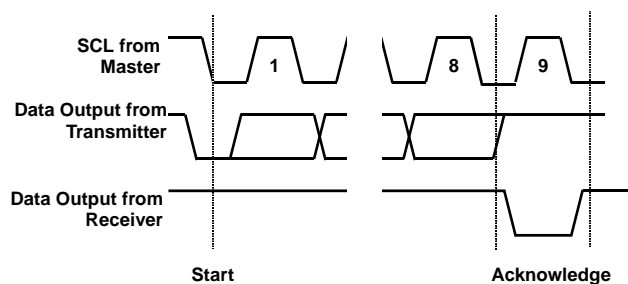 SCL from
Master
1
8
9
Data Output from
Transmitter
Data Output from
Receiver
Start
Acknowledge